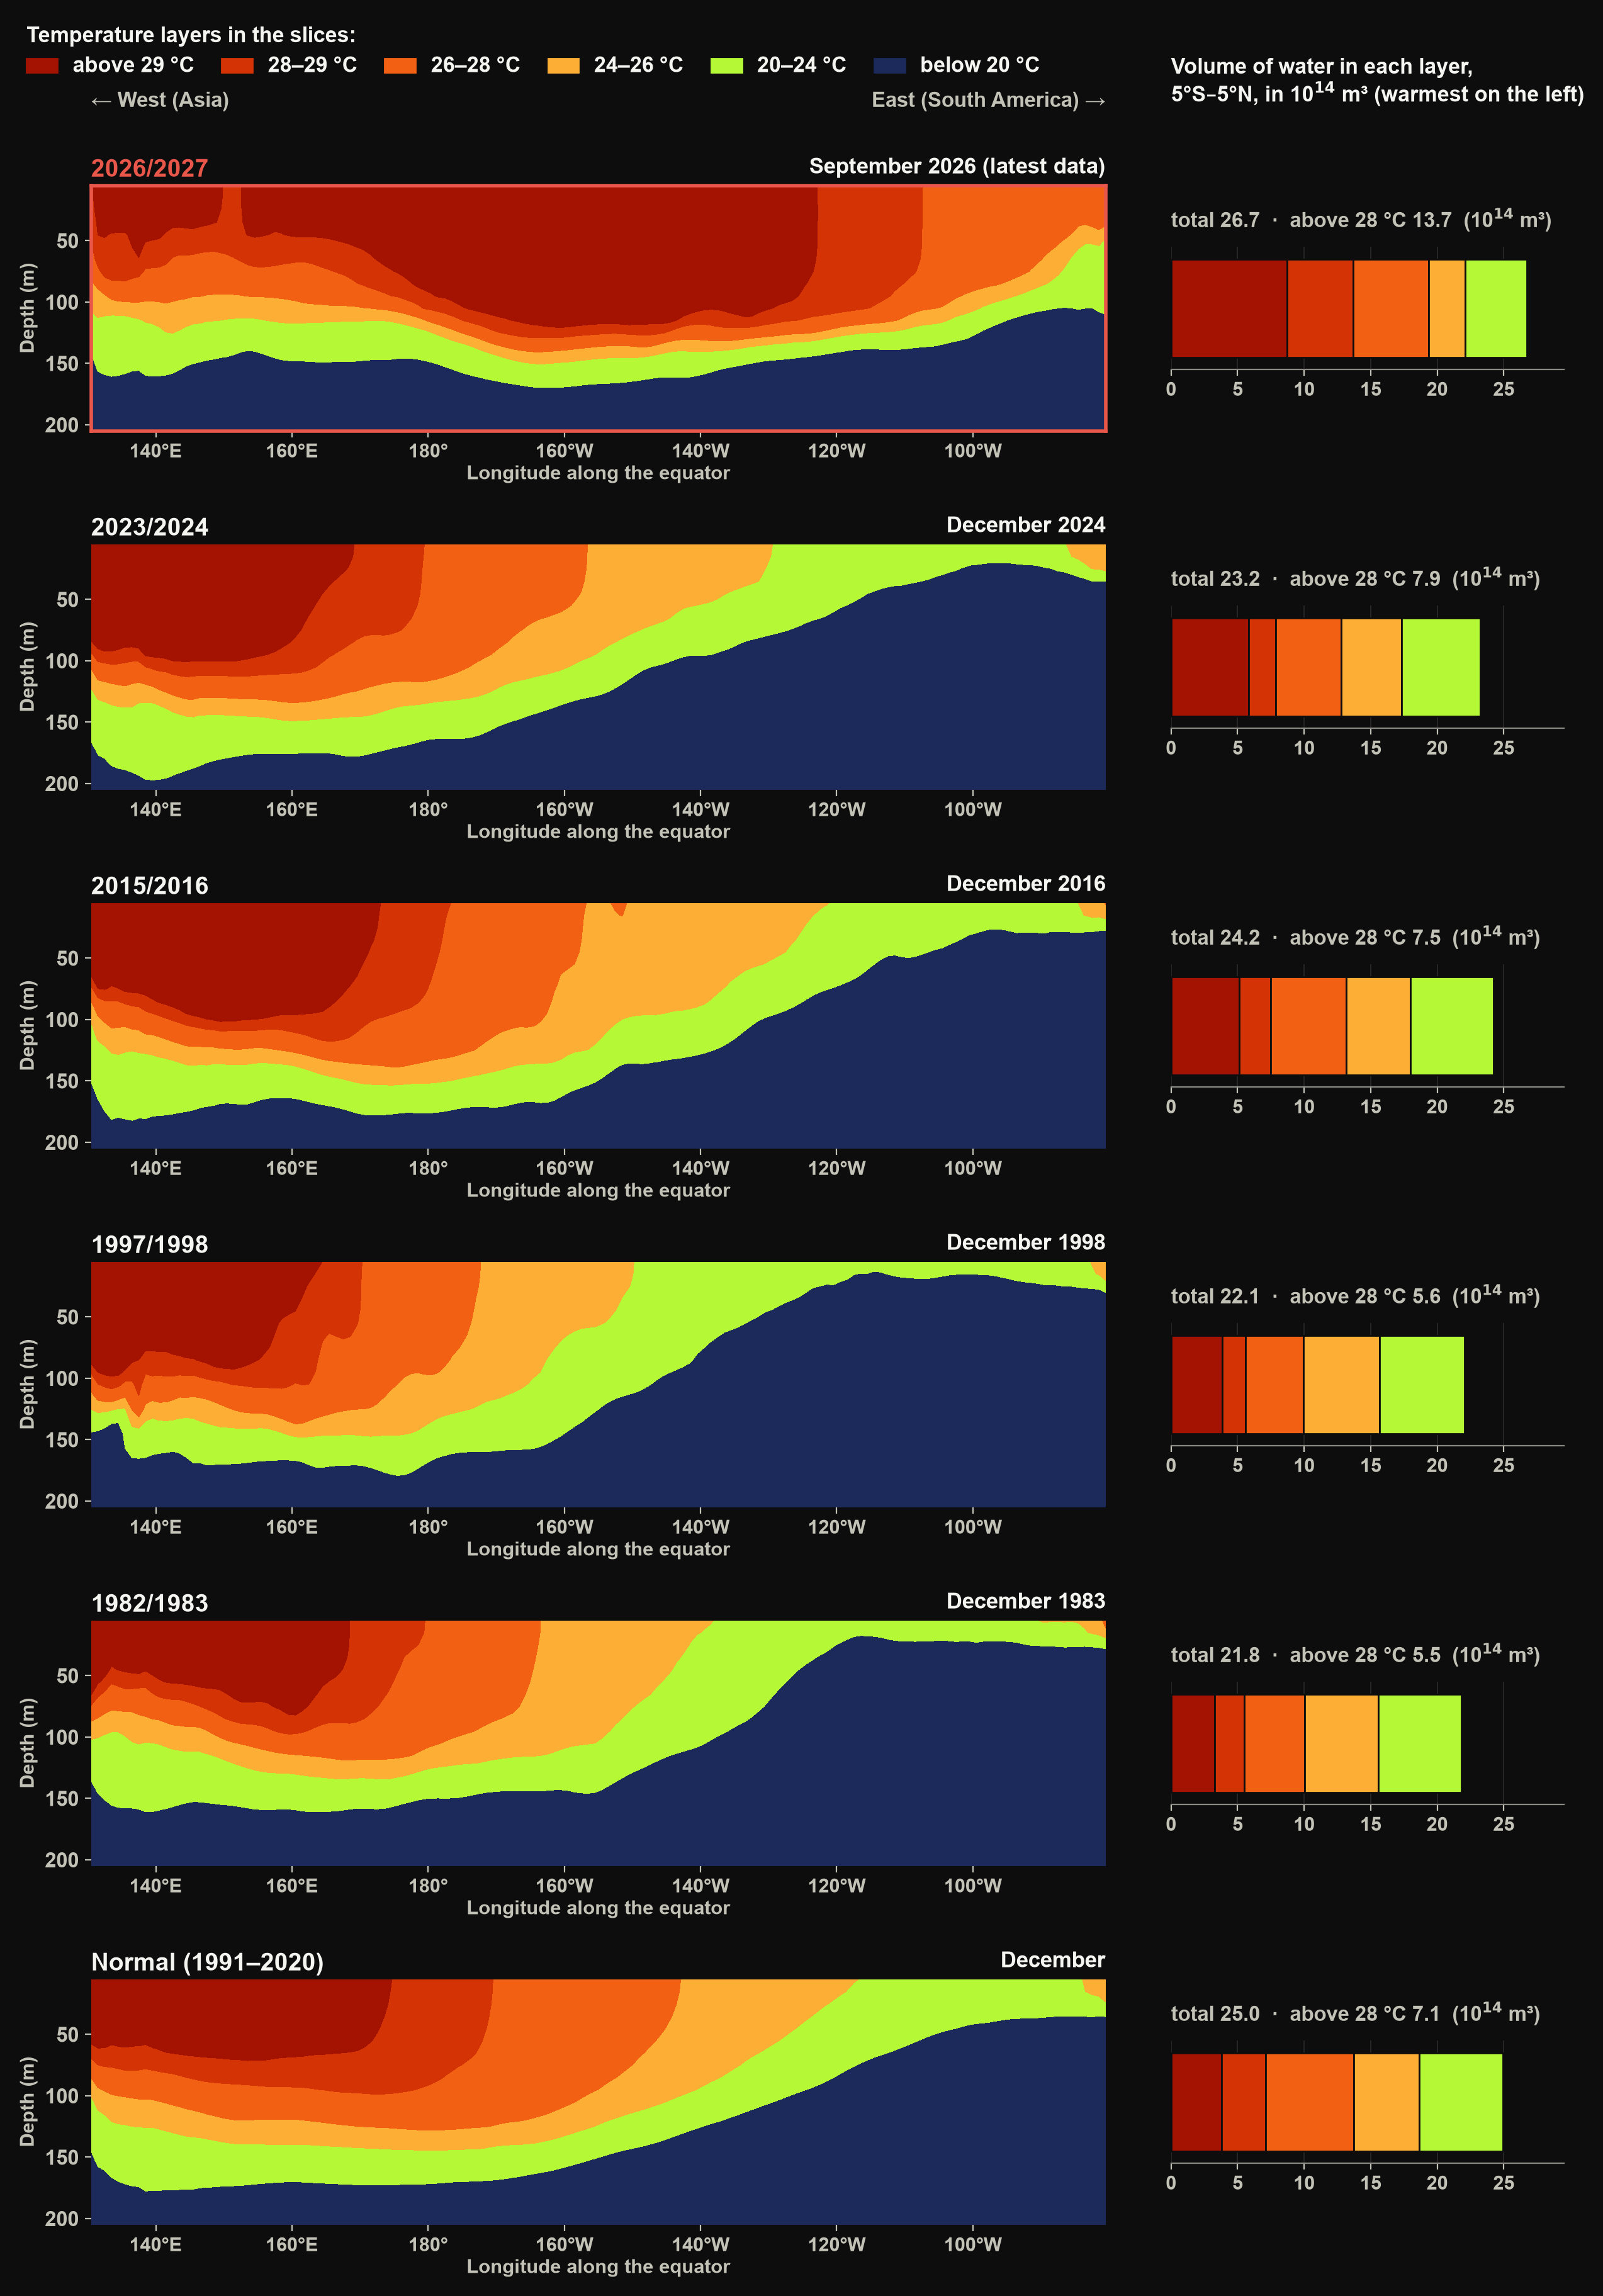 Temperature layers in the slices:
above 29 °C 28–29 °C 26–28 °C 24–26 °C 20–24 °C below 20 °C
← West (Asia) East (South America) →
Volume of water in each layer,
5°S–5°N, in 10¹⁴ m³ (warmest on the left)
2026/2027 September 2026 (latest data)
Depth (m)
50
100
150
200
140°E 160°E 180° 160°W 140°W 120°W 100°W
Longitude along the equator
total 26.7 · above 28 °C 13.7 (10¹⁴ m³)
0 5 10 15 20 25
2023/2024 December 2024
Depth (m)
50
100
150
200
140°E 160°E 180° 160°W 140°W 120°W 100°W
Longitude along the equator
total 23.2 · above 28 °C 7.9 (10¹⁴ m³)
0 5 10 15 20 25
2015/2016 December 2016
Depth (m)
50
100
150
200
140°E 160°E 180° 160°W 140°W 120°W 100°W
Longitude along the equator
total 24.2 · above 28 °C 7.5 (10¹⁴ m³)
0 5 10 15 20 25
1997/1998 December 1998
Depth (m)
50
100
150
200
140°E 160°E 180° 160°W 140°W 120°W 100°W
Longitude along the equator
total 22.1 · above 28 °C 5.6 (10¹⁴ m³)
0 5 10 15 20 25
1982/1983 December 1983
Depth (m)
50
100
150
200
140°E 160°E 180° 160°W 140°W 120°W 100°W
Longitude along the equator
total 21.8 · above 28 °C 5.5 (10¹⁴ m³)
0 5 10 15 20 25
Normal (1991–2020) December
Depth (m)
50
100
150
200
140°E 160°E 180° 160°W 140°W 120°W 100°W
Longitude along the equator
total 25.0 · above 28 °C 7.1 (10¹⁴ m³)
0 5 10 15 20 25